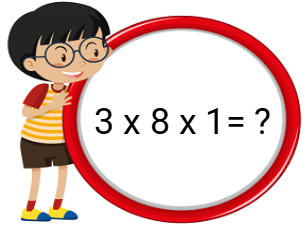 3 x 8 x 1= ?